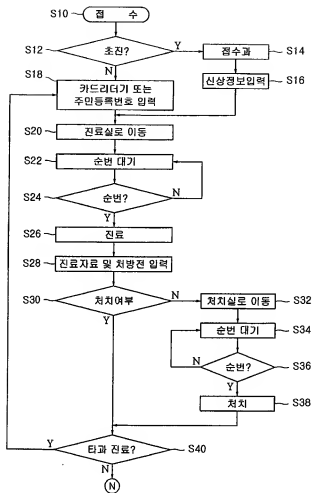 S10 접 수
S12 초진? Y 접수과 S14
N
신상정보입력 S16
S18 카드리더기 또는
주민등록번호 입력
S20 진료실로 이동
S22 순번 대기
S24 순번? N
Y
S26 진료
S28 진료자료 및 처방전 입력
S30 처치여부 N 처치실로 이동 S32
Y
순번 대기 S34
N 순번? S36
Y
처치 S38
Y 타과 진료? S40
N
N